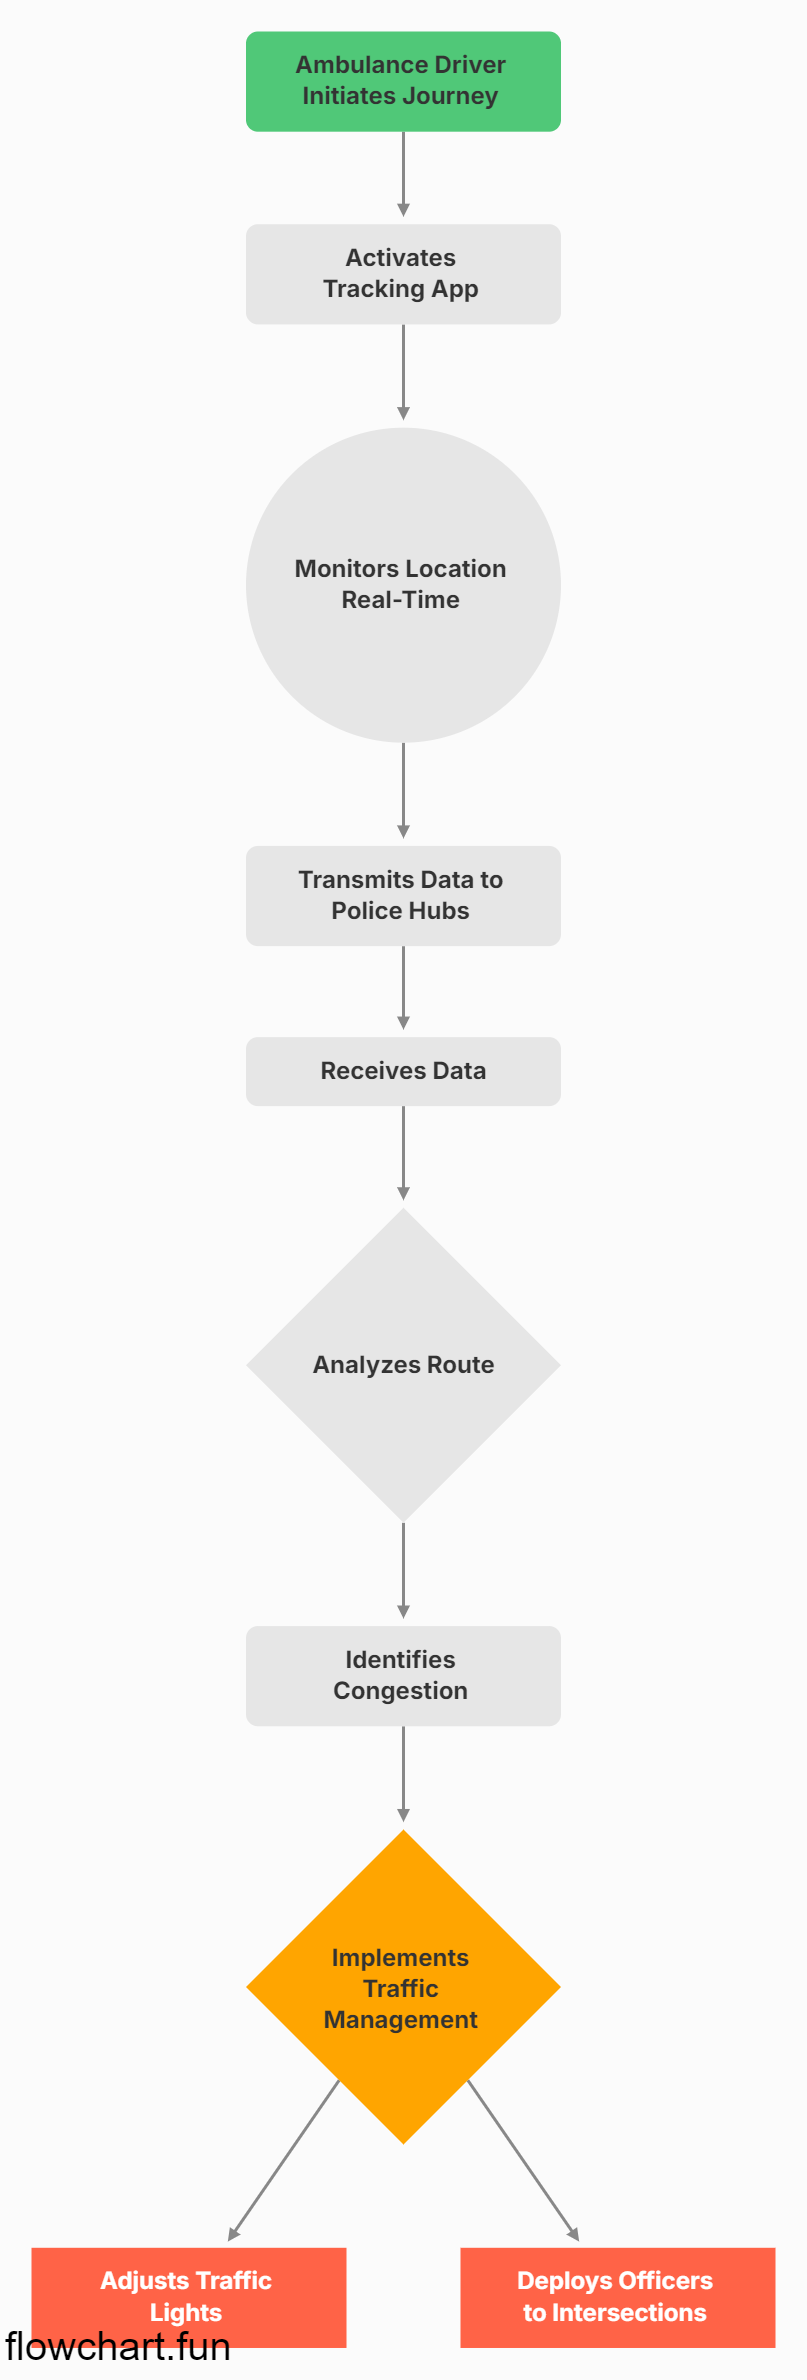 Ambulance Driver
Initiates Journey
Activates
Tracking App
Monitors Location
Real-Time
Transmits Data to
Police Hubs
Receives Data
Analyzes Route
Identifies
Congestion
Implements
Traffic
Management
Adjusts Traffic
Lights
Deploys Officers
to Intersections
flowchart.fun